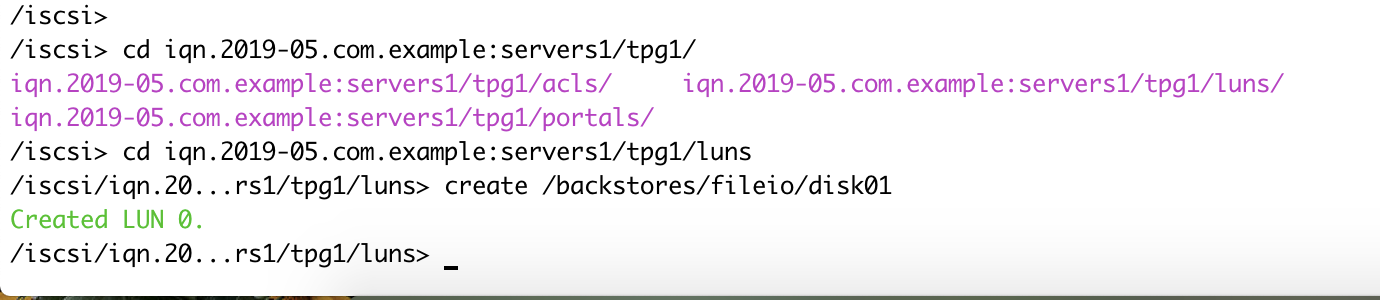 /iscsi>
/iscsi> cd iqn.2019-05.com.example:servers1/tpg1/
iqn.2019-05.com.example:servers1/tpg1/acls/     iqn.2019-05.com.example:servers1/tpg1/luns/
iqn.2019-05.com.example:servers1/tpg1/portals/
/iscsi> cd iqn.2019-05.com.example:servers1/tpg1/luns
/iscsi/iqn.20...rs1/tpg1/luns> create /backstores/fileio/disk01
Created LUN 0.
/iscsi/iqn.20...rs1/tpg1/luns>